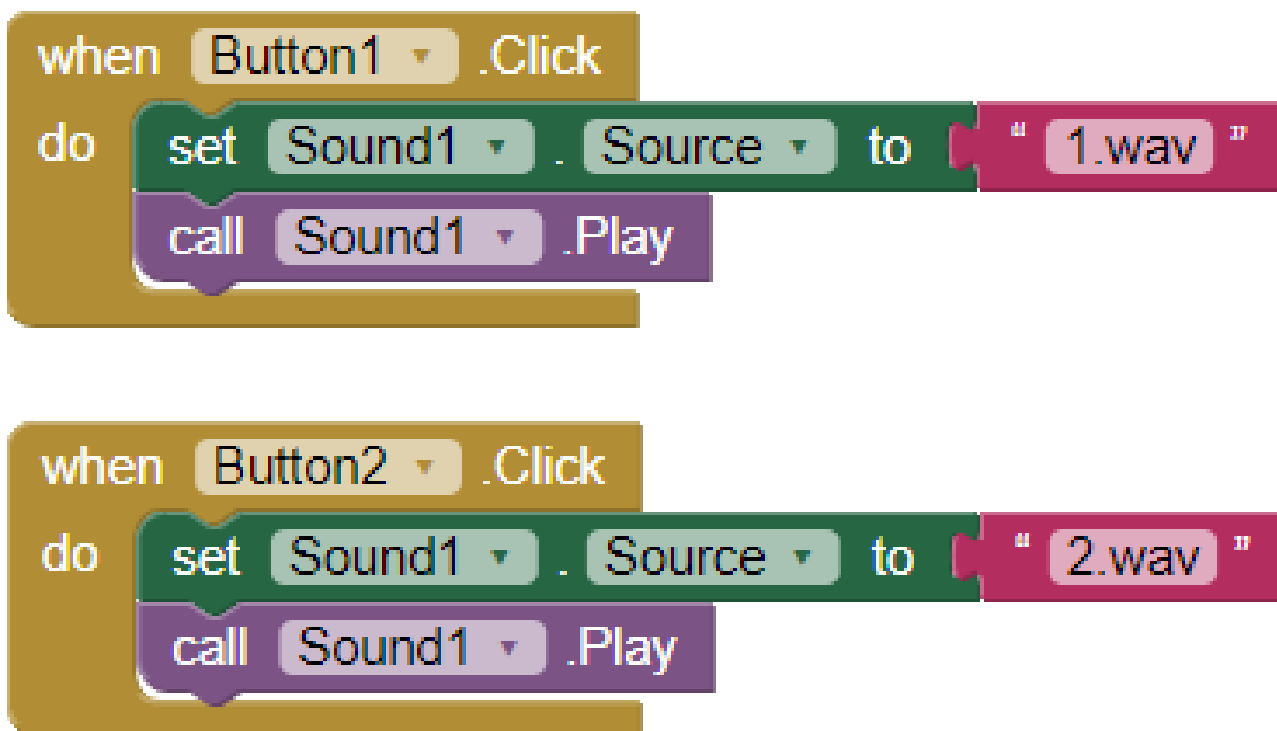 when Button1 .Click
do set Sound1 . Source to “ 1.wav ”
call Sound1 .Play
when Button2 .Click
do set Sound1 . Source to “ 2.wav ”
call Sound1 .Play